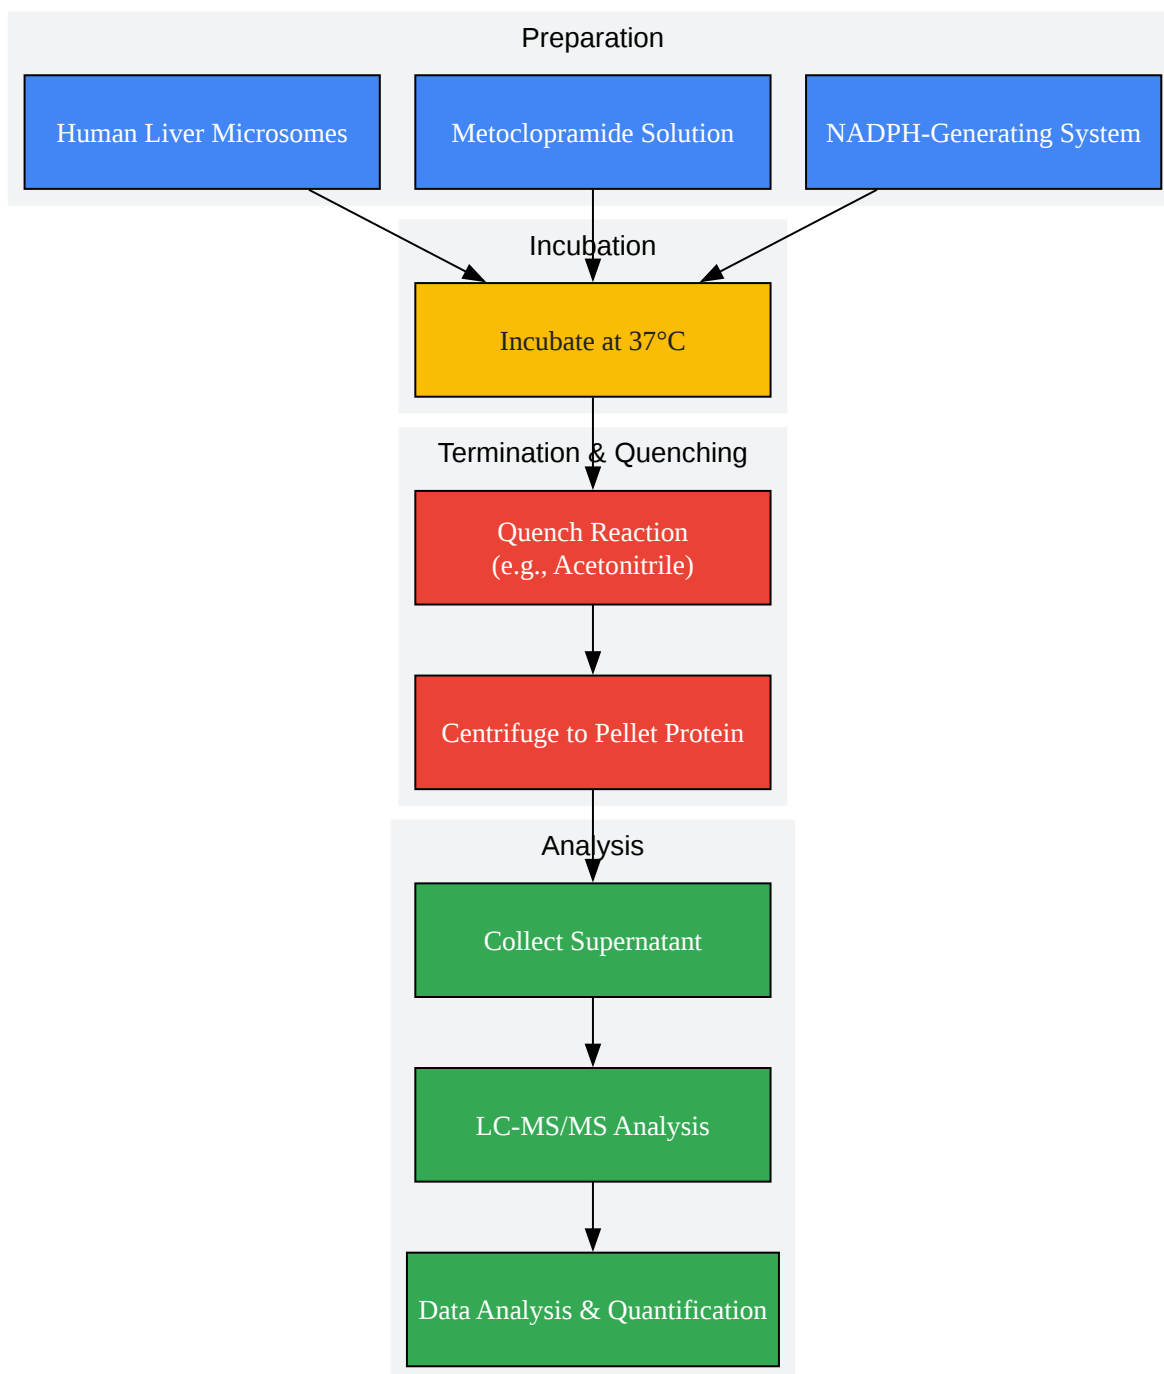 Preparation
Human Liver Microsomes
Metoclopramide Solution
NADPH-Generating System
Incubation
Incubate at 37°C
Termination & Quenching
Quench Reaction
(e.g., Acetonitrile)
Centrifuge to Pellet Protein
Analysis
Collect Supernatant
LC-MS/MS Analysis
Data Analysis & Quantification